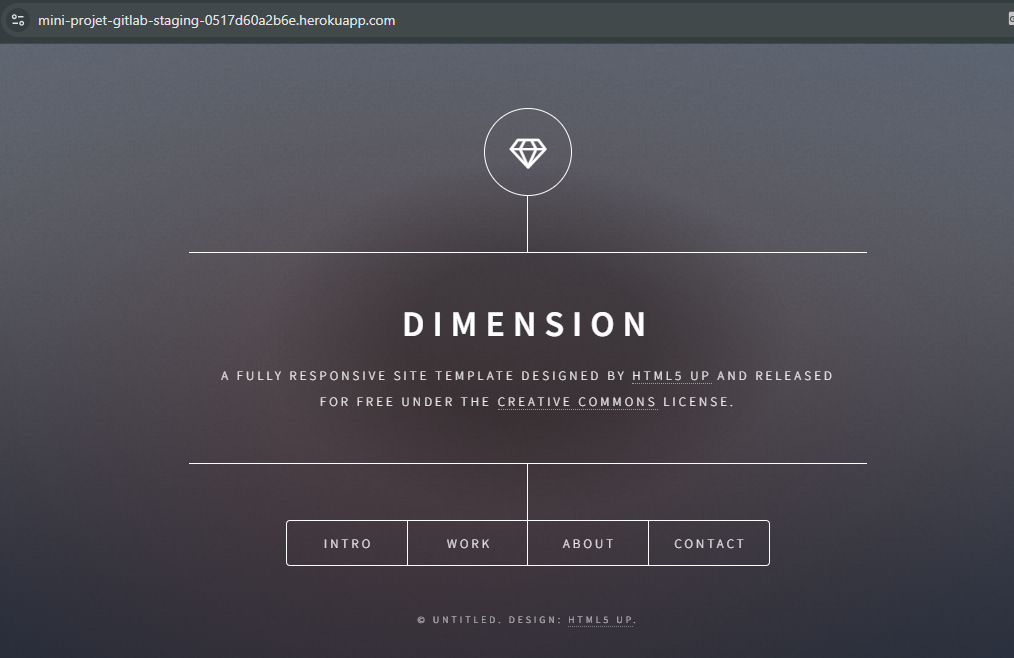 mini-projet-gitlab-staging-0517d60a2b6e.herokuapp.com
DIMENSION
A FULLY RESPONSIVE SITE TEMPLATE DESIGNED BY HTML5 UP AND RELEASED
FOR FREE UNDER THE CREATIVE COMMONS LICENSE.
INTRO WORK ABOUT CONTACT
© UNTITLED. DESIGN: HTML5 UP.